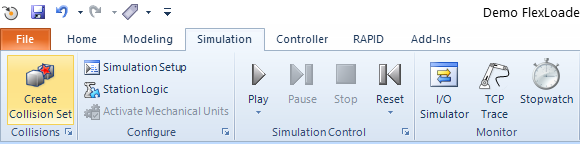 Demo FlexLoade
File Home Modeling Simulation Controller RAPID Add-Ins
Create Collision Set
Collisions
Simulation Setup
Station Logic
Activate Mechanical Units
Configure
Play Pause Stop Reset
Simulation Control
I/O Simulator
TCP Trace
Stopwatch
Monitor